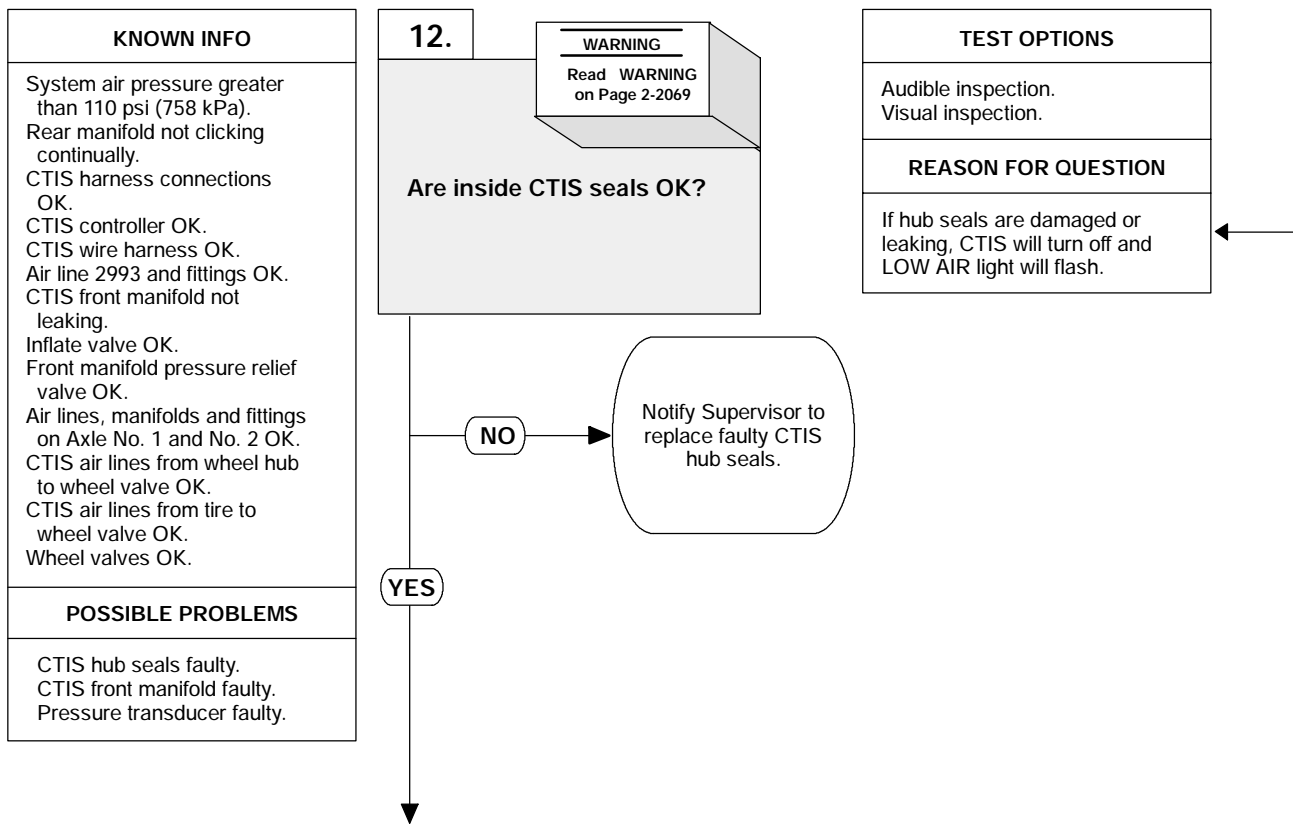 KNOWN INFO
System air pressure greater
than 110 psi (758 kPa).
Rear manifold not clicking
continually.
CTIS harness connections
OK.
CTIS controller OK.
CTIS wire harness OK.
Air line 2993 and fittings OK.
CTIS front manifold not
leaking.
Inflate valve OK.
Front manifold pressure relief
valve OK.
Air lines, manifolds and fittings
on Axle No. 1 and No. 2 OK.
CTIS air lines from wheel hub
to wheel valve OK.
CTIS air lines from tire to
wheel valve OK.
Wheel valves OK.
POSSIBLE PROBLEMS
CTIS hub seals faulty.
CTIS front manifold faulty.
Pressure transducer faulty.
12.
WARNING
Read WARNING
on Page 2-2069
Are inside CTIS seals OK?
NO
Notify Supervisor to
replace faulty CTIS
hub seals.
YES
TEST OPTIONS
Audible inspection.
Visual inspection.
REASON FOR QUESTION
If hub seals are damaged or
leaking, CTIS will turn off and
LOW AIR light will flash.